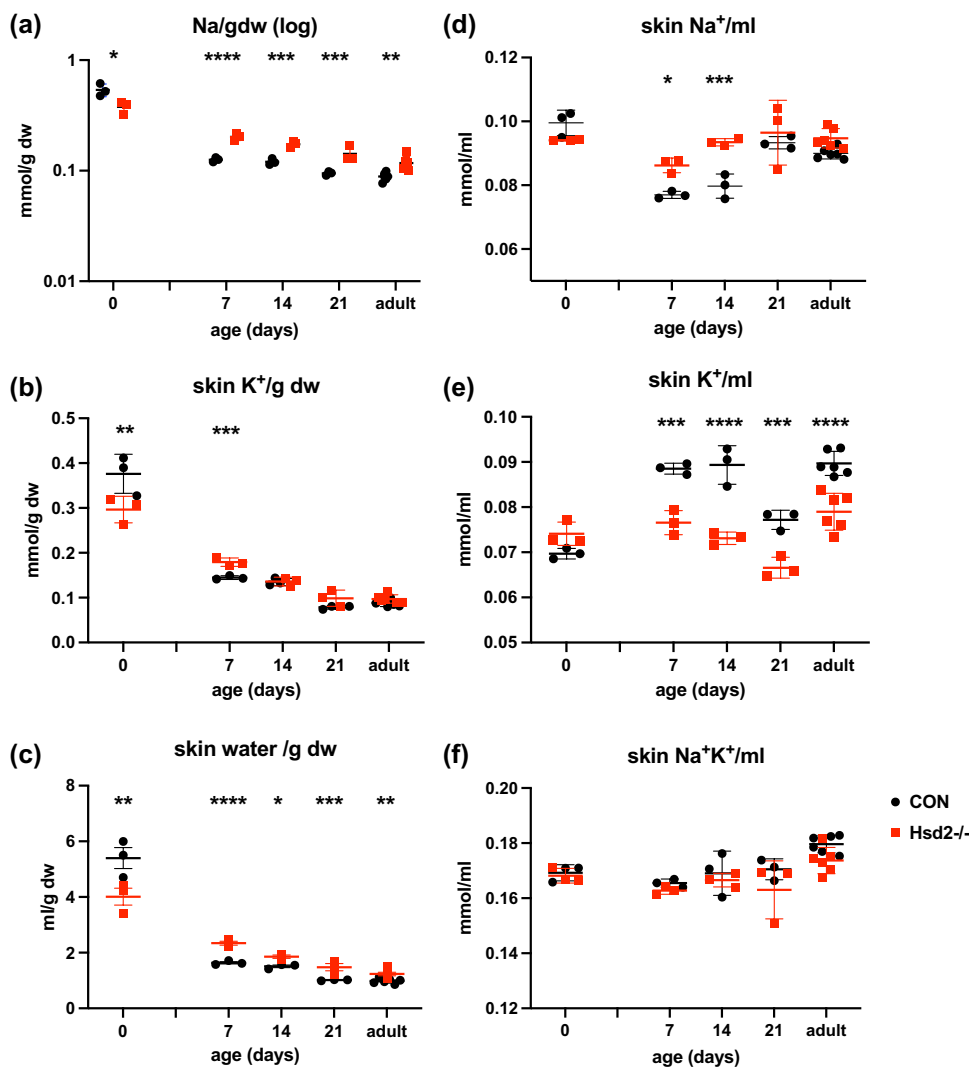 (a)
Na/gdw (log)
* **** *** *** **
1
0.1
0.01
mmol/g dw
0 7 14 21 adult
age (days)
(b)
skin K⁺/g dw
** ***
0.5
0.4
0.3
0.2
0.1
0.0
mmol/g dw
0 7 14 21 adult
age (days)
(c)
skin water /g dw
** **** * *** **
8
6
4
2
0
ml/g dw
0 7 14 21 adult
age (days)
(d)
skin Na⁺/ml
* ***
0.12
0.10
0.08
0.06
mmol/ml
0 7 14 21 adult
age (days)
(e)
skin K⁺/ml
*** **** *** ****
0.10
0.09
0.08
0.07
0.06
0.05
mmol/ml
0 7 14 21 adult
age (days)
(f)
skin Na⁺K⁺/ml
0.20
0.18
0.16
0.14
0.12
mmol/ml
0 7 14 21 adult
age (days)
CON
Hsd2-/-